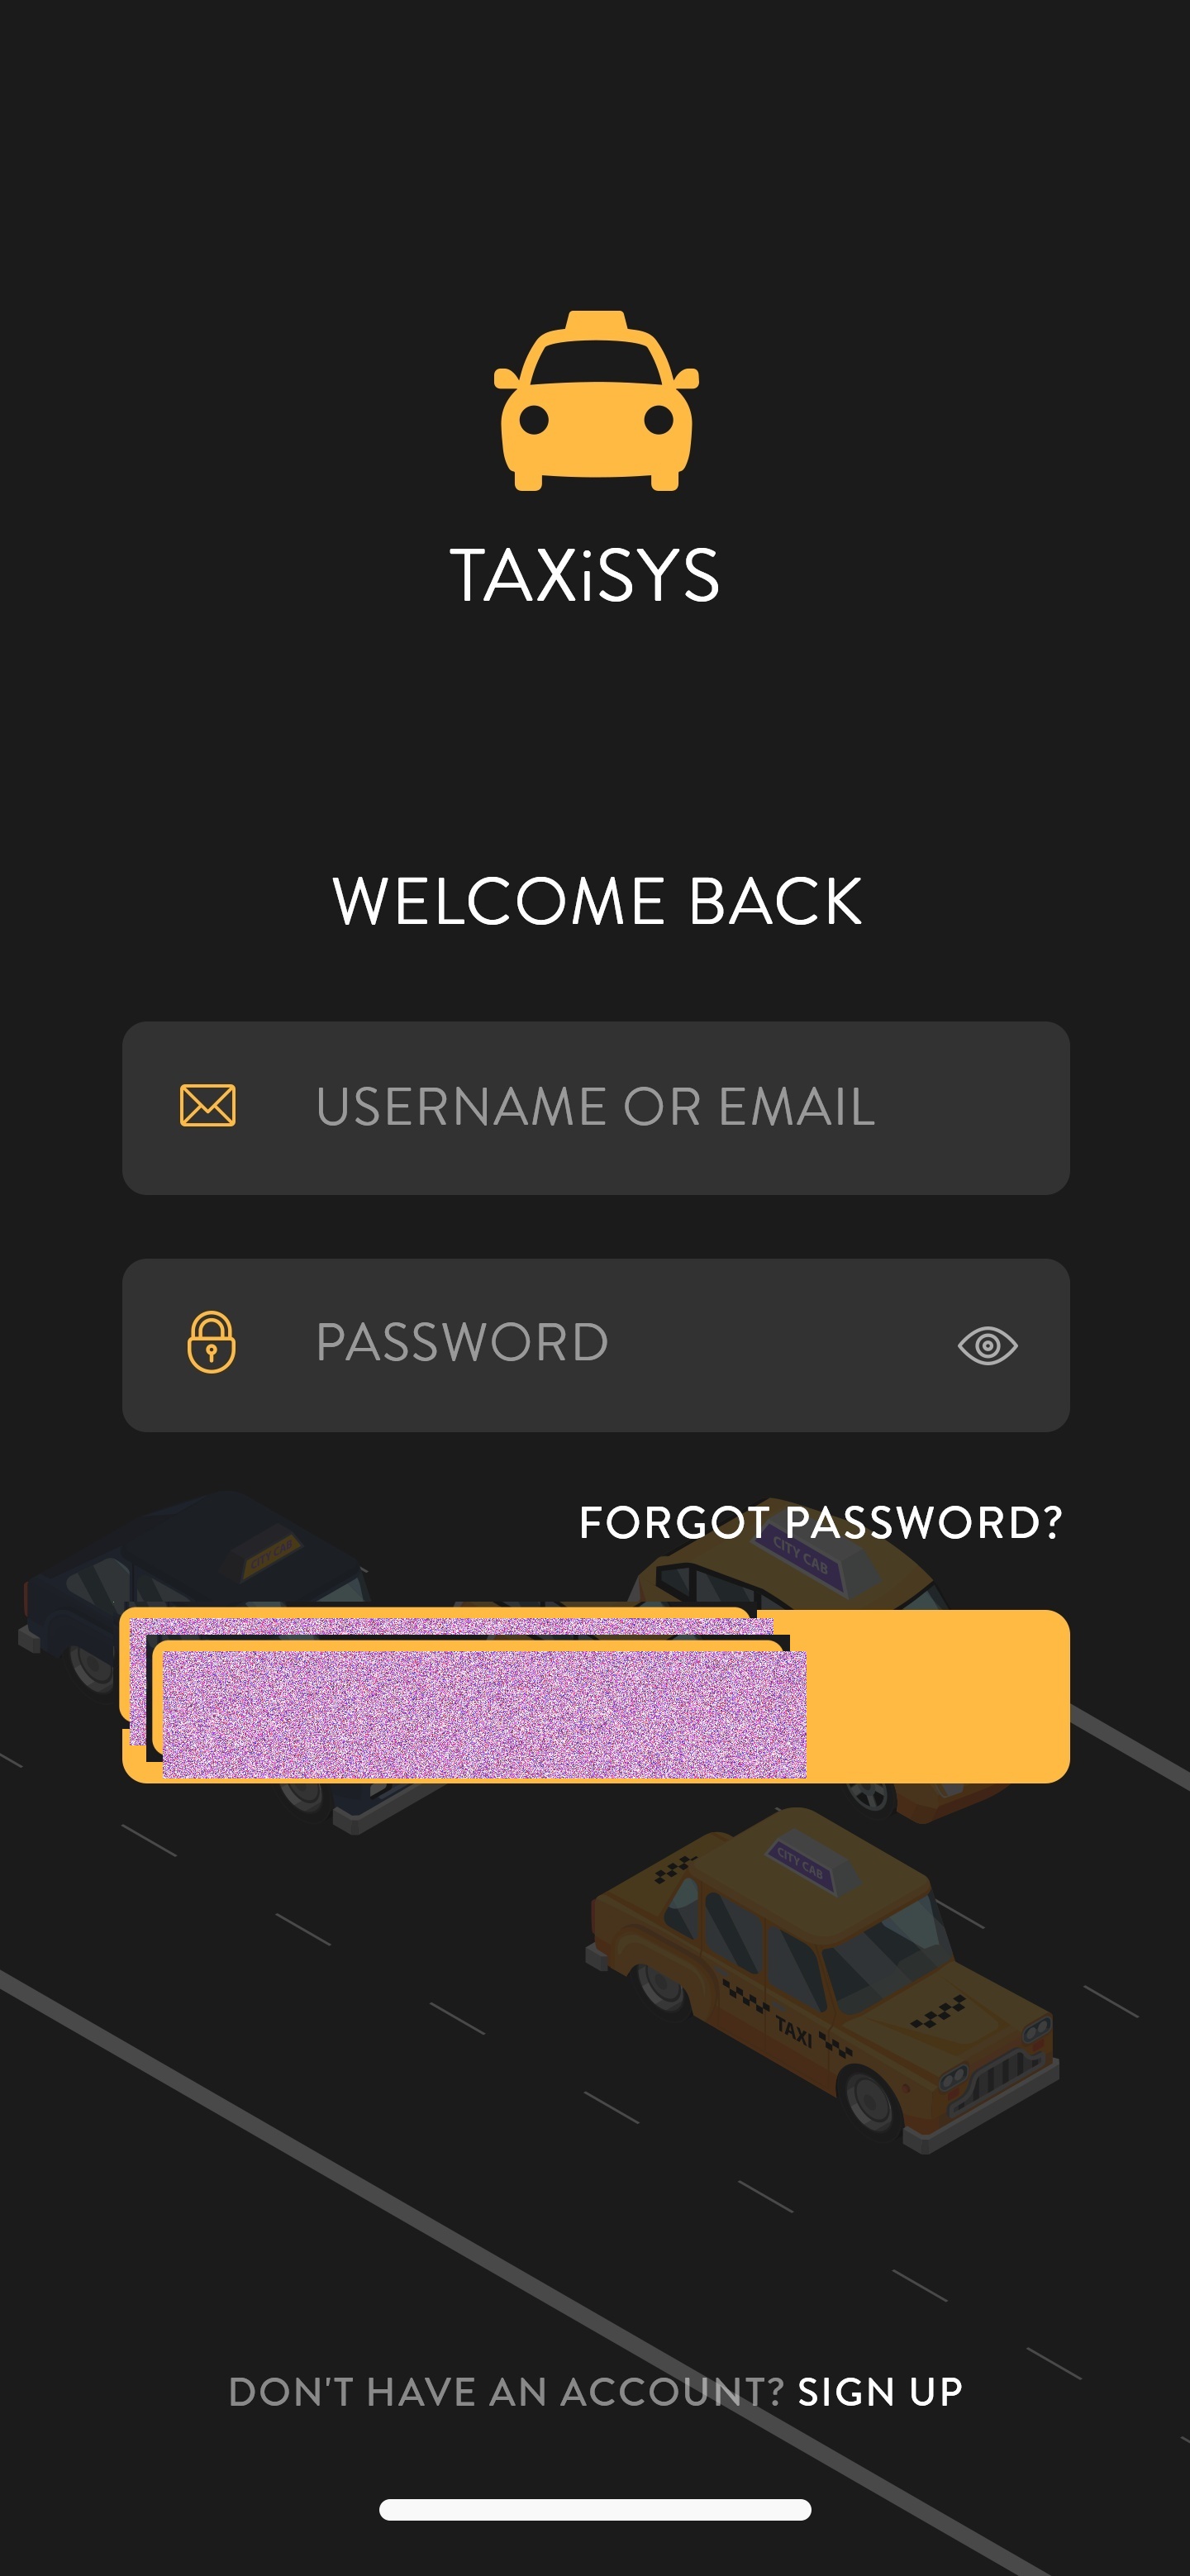 TAXiSYS
WELCOME BACK
USERNAME OR EMAIL
PASSWORD
FORGOT PASSWORD?
CITY CAB
CITY CAB
CITY CAB
TAXI
DON'T HAVE AN ACCOUNT? SIGN UP